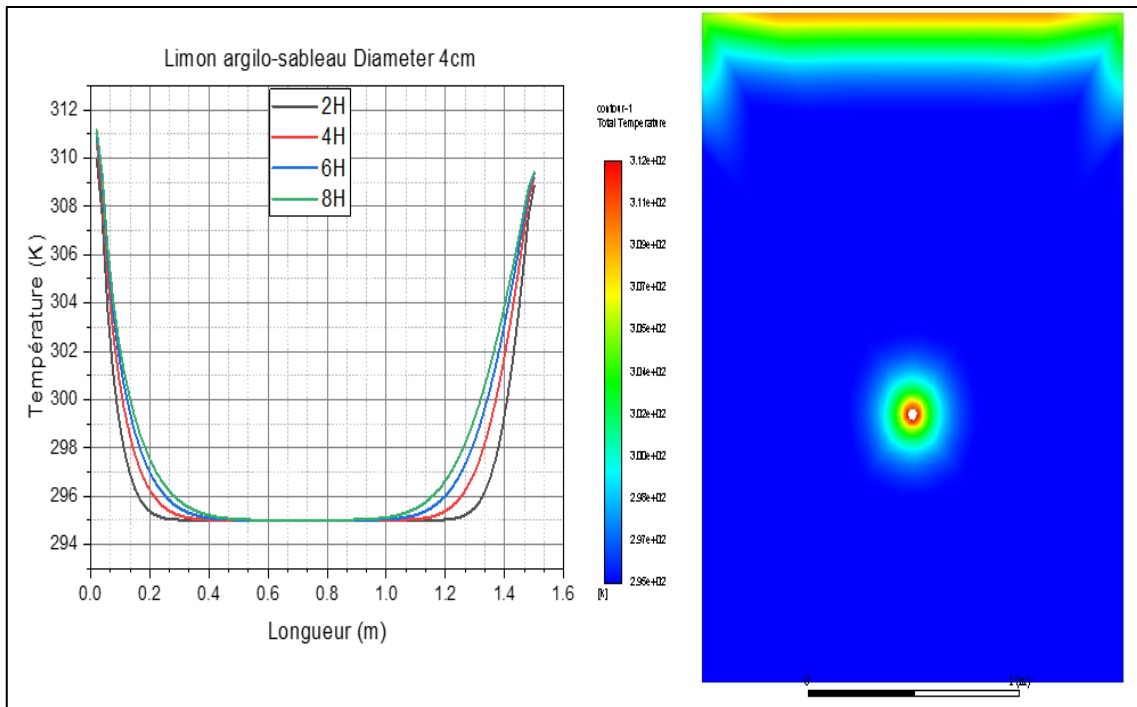 Limon argilo-sableau Diameter 4cm
2H
4H
6H
8H
312
310
308
306
304
302
300
298
296
294
Température (K)
0.0 0.2 0.4 0.6 0.8 1.0 1.2 1.4 1.6
Longueur (m)
contour-1
Total Temperature
3.12e+02
3.10e+02
3.09e+02
3.07e+02
3.05e+02
3.04e+02
3.02e+02
3.00e+02
2.98e+02
2.97e+02
2.95e+02
[K]
0